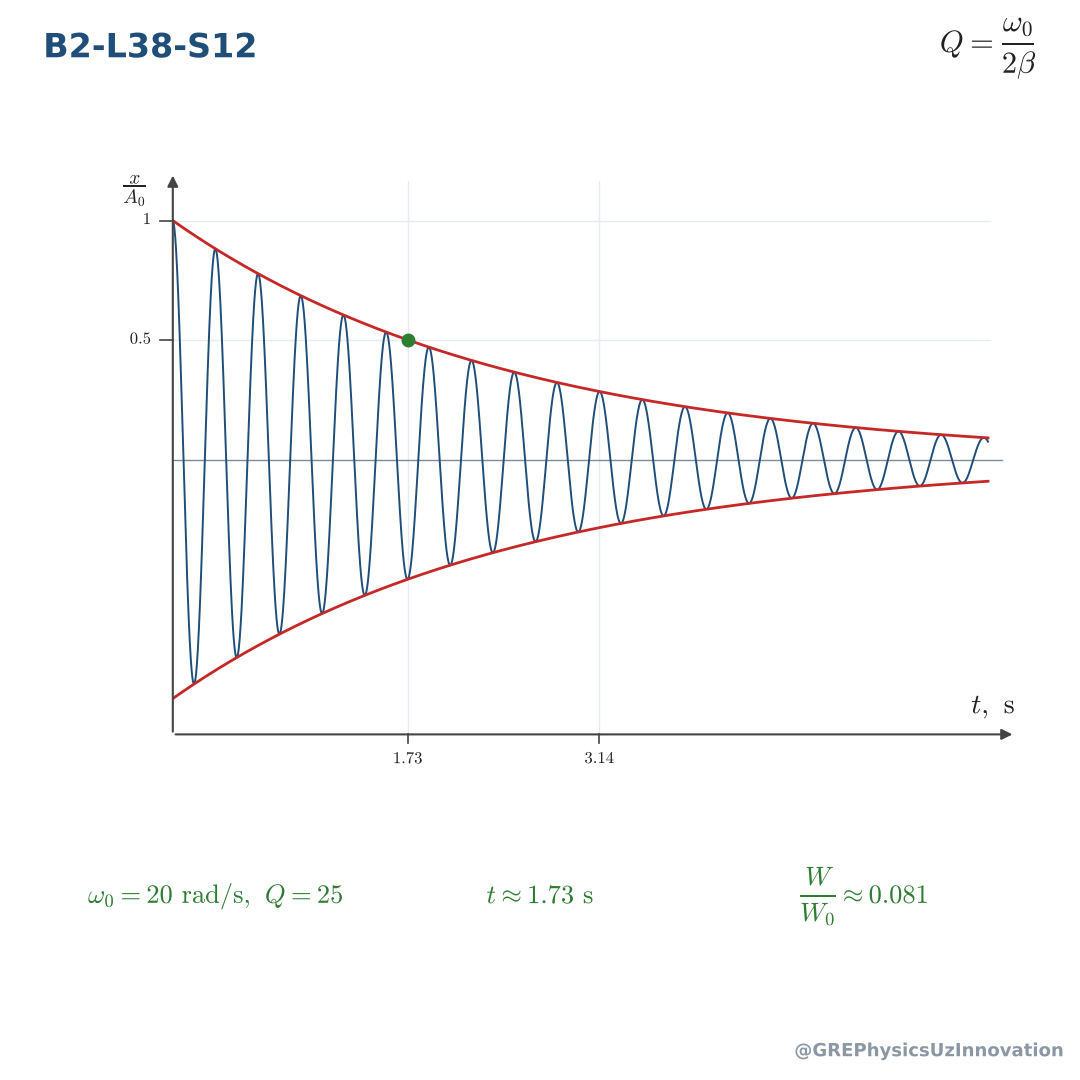 B2-L38-S12
Q = ω₀/2β
x/A₀
1
0.5
t, s
1.73
3.14
ω₀ = 20 rad/s, Q = 25
t ≈ 1.73 s
W/W₀ ≈ 0.081
@GREPhysicsUzInnovation